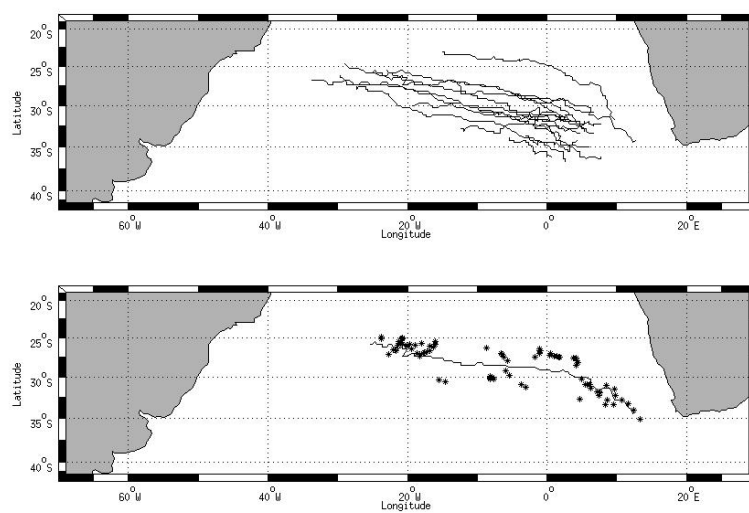 20° S
25° S
30° S
35° S
40° S
Latitude
60° W
40° W
20° W
0°
20° E
Longitude
20° S
25° S
30° S
35° S
40° S
Latitude
60° W
40° W
20° W
0°
20° E
Longitude